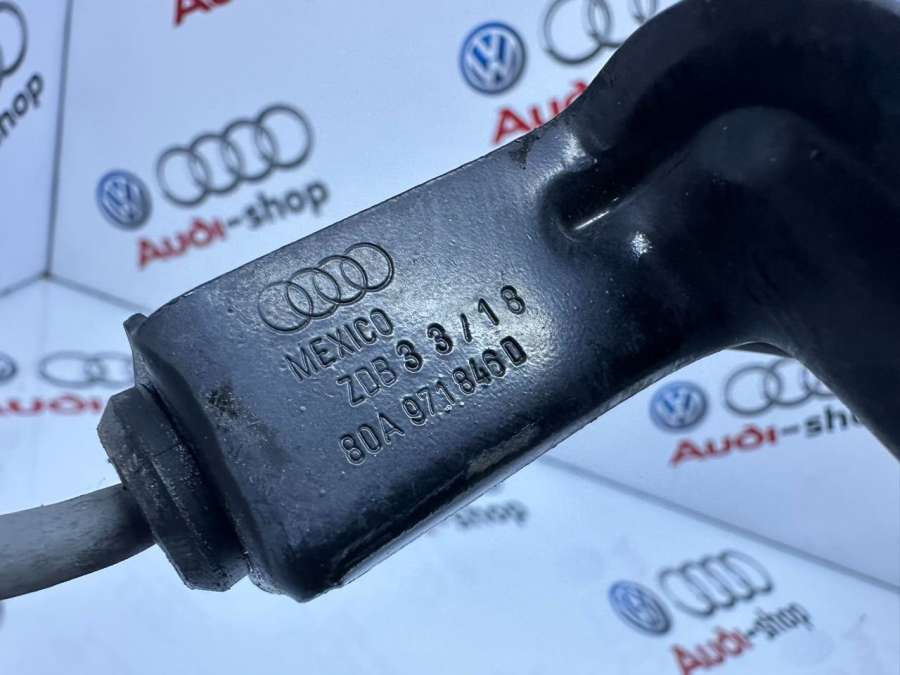 Audi-shop
Audi
MEXICO
ZDB 33/18
80A 971 846 D
Audi-shop
shop
Audi-shop